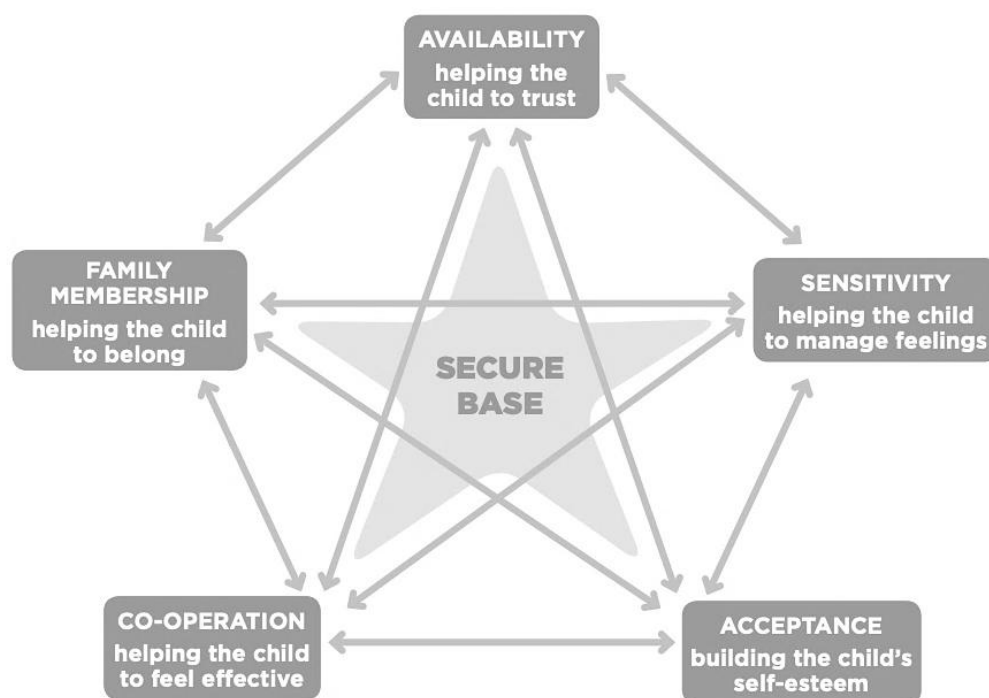 AVAILABILITY
helping the
child to trust
FAMILY
MEMBERSHIP
helping the child
to belong
SENSITIVITY
helping the child
to manage feelings
SECURE
BASE
CO-OPERATION
helping the child
to feel effective
ACCEPTANCE
building the child's
self-esteem